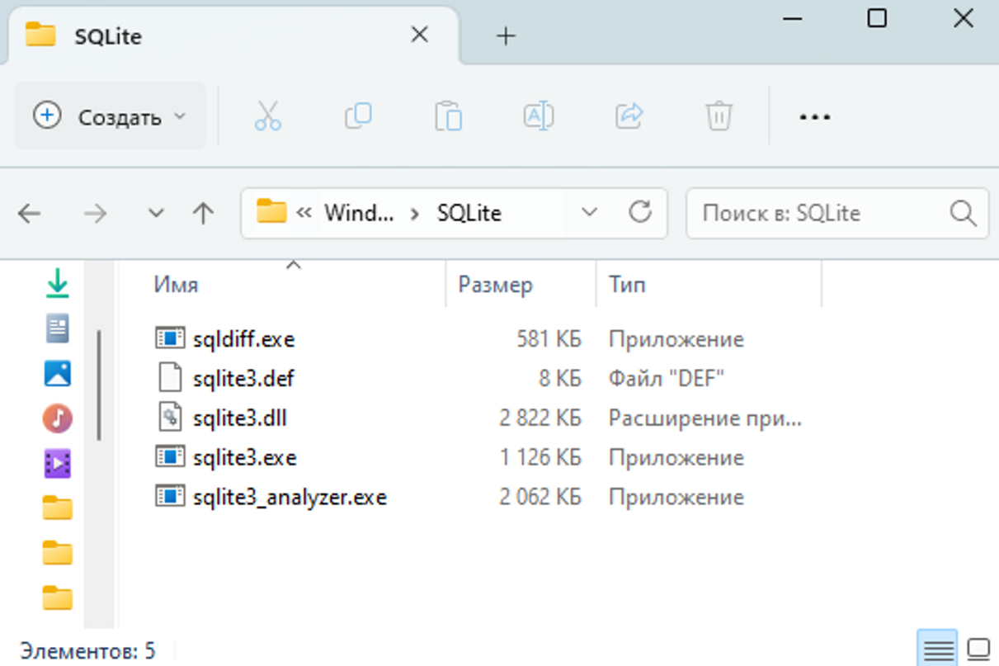 SQLite
Создать
« Wind... > SQLite
Поиск в: SQLite
Имя Размер Тип
sqldiff.exe 581 КБ Приложение
sqlite3.def 8 КБ Файл "DEF"
sqlite3.dll 2 822 КБ Расширение при...
sqlite3.exe 1 126 КБ Приложение
sqlite3_analyzer.exe 2 062 КБ Приложение
Элементов: 5